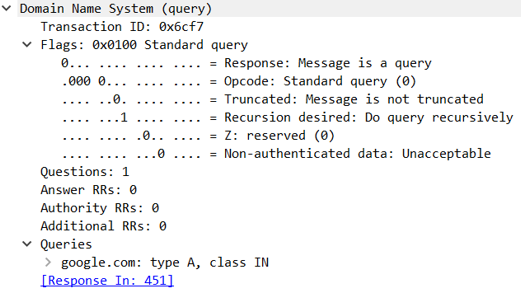 Domain Name System (query)
Transaction ID: 0x6cf7
Flags: 0x0100 Standard query
0... .... .... .... = Response: Message is a query
.000 0... .... .... = Opcode: Standard query (0)
.... ..0. .... .... = Truncated: Message is not truncated
.... ...1 .... .... = Recursion desired: Do query recursively
.... .... .0.. .... = Z: reserved (0)
.... .... ...0 .... = Non-authenticated data: Unacceptable
Questions: 1
Answer RRs: 0
Authority RRs: 0
Additional RRs: 0
Queries
google.com: type A, class IN
[Response In: 451]